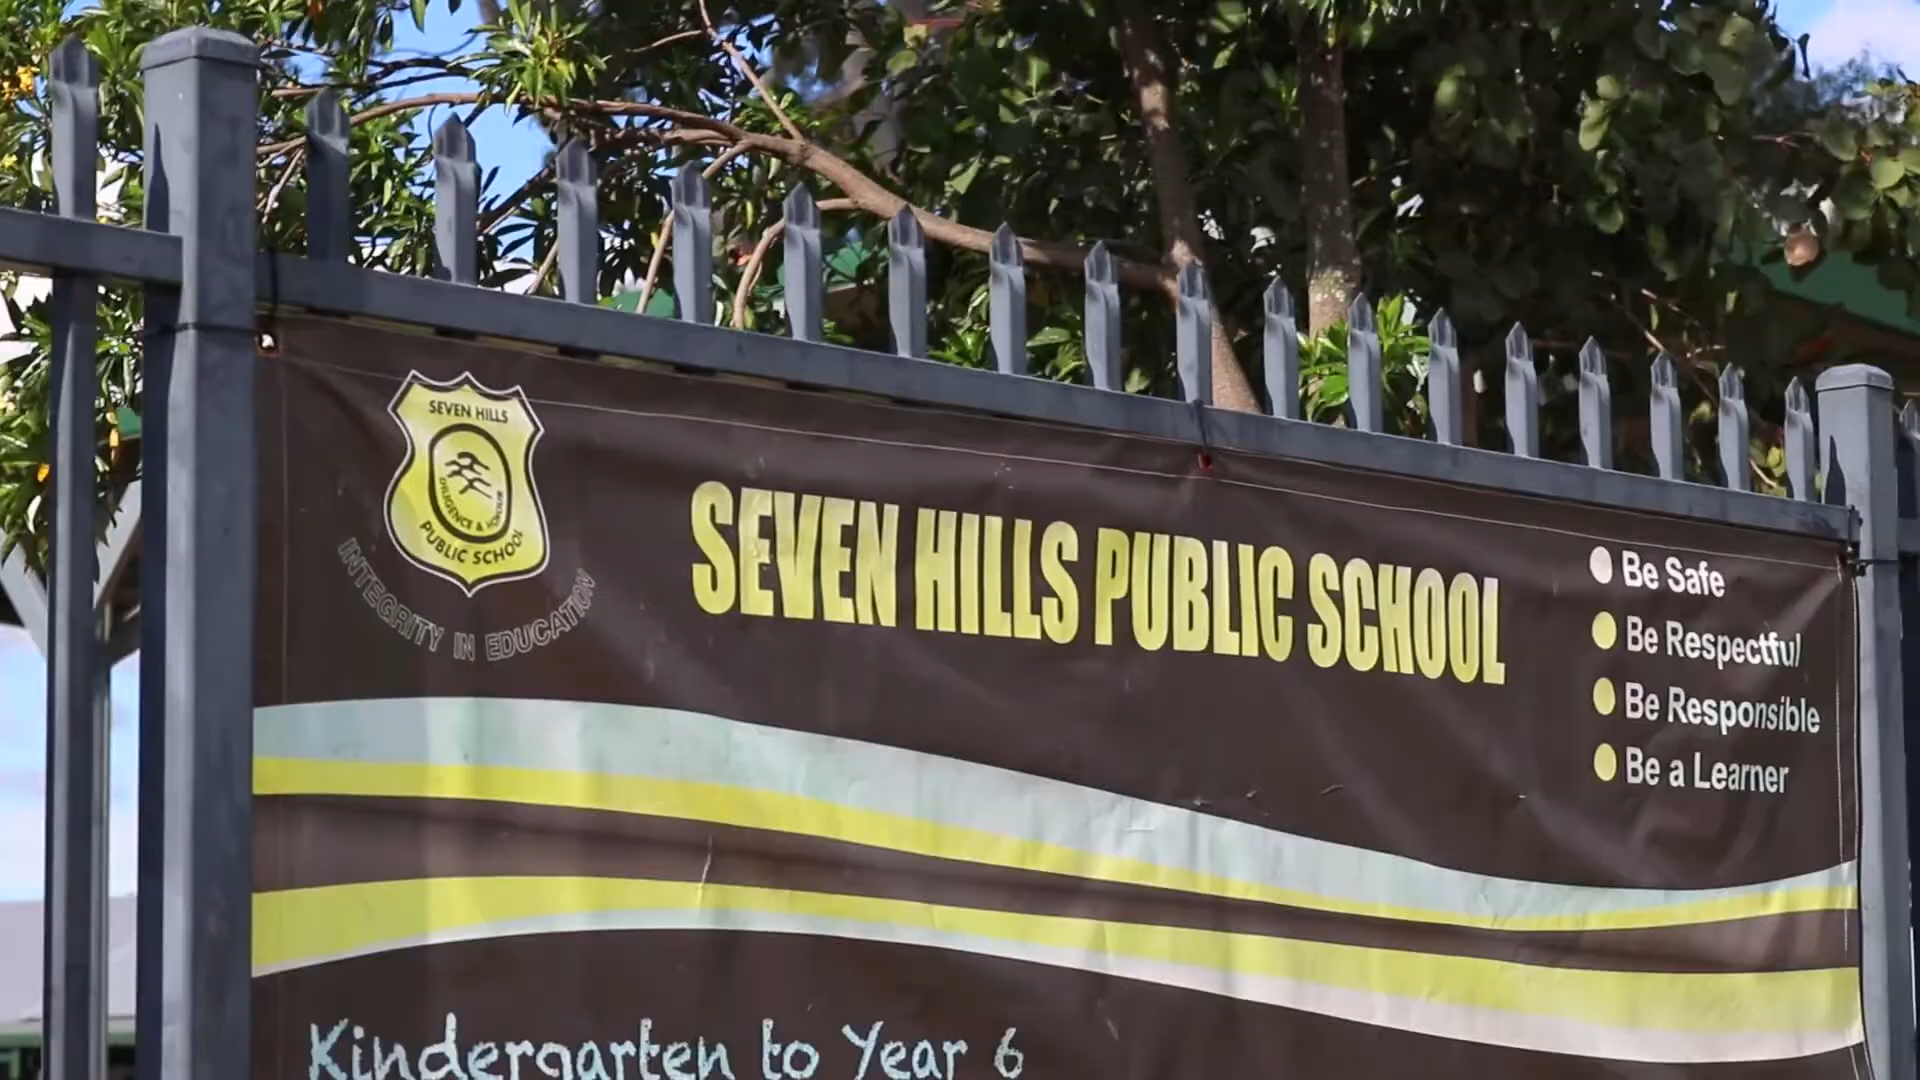 SEVEN HILLS
DILIGENCE & HONOUR
PUBLIC SCHOOL
INTEGRITY IN EDUCATION
SEVEN HILLS PUBLIC SCHOOL
Be Safe
Be Respectful
Be Responsible
Be a Learner
Kindergarten to Year 6